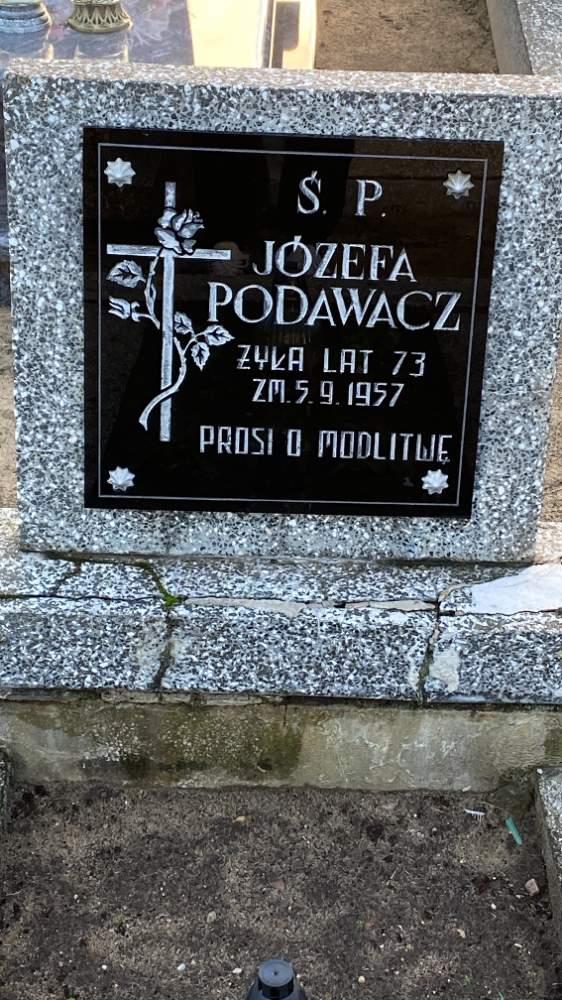 Ś. P.
JÓZEFA
PODAWACZ
ŻYŁA LAT 73
ZM. 5. 9. 1957
PROSI O MODLITWĘ